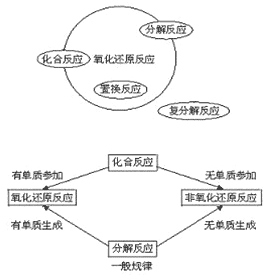 分解反应
化合反应
氧化还原反应
置换反应
复分解反应
化合反应
有单质参加
无单质参加
氧化还原反应
非氧化还原反应
有单质生成
无单质生成
分解反应
一般规律